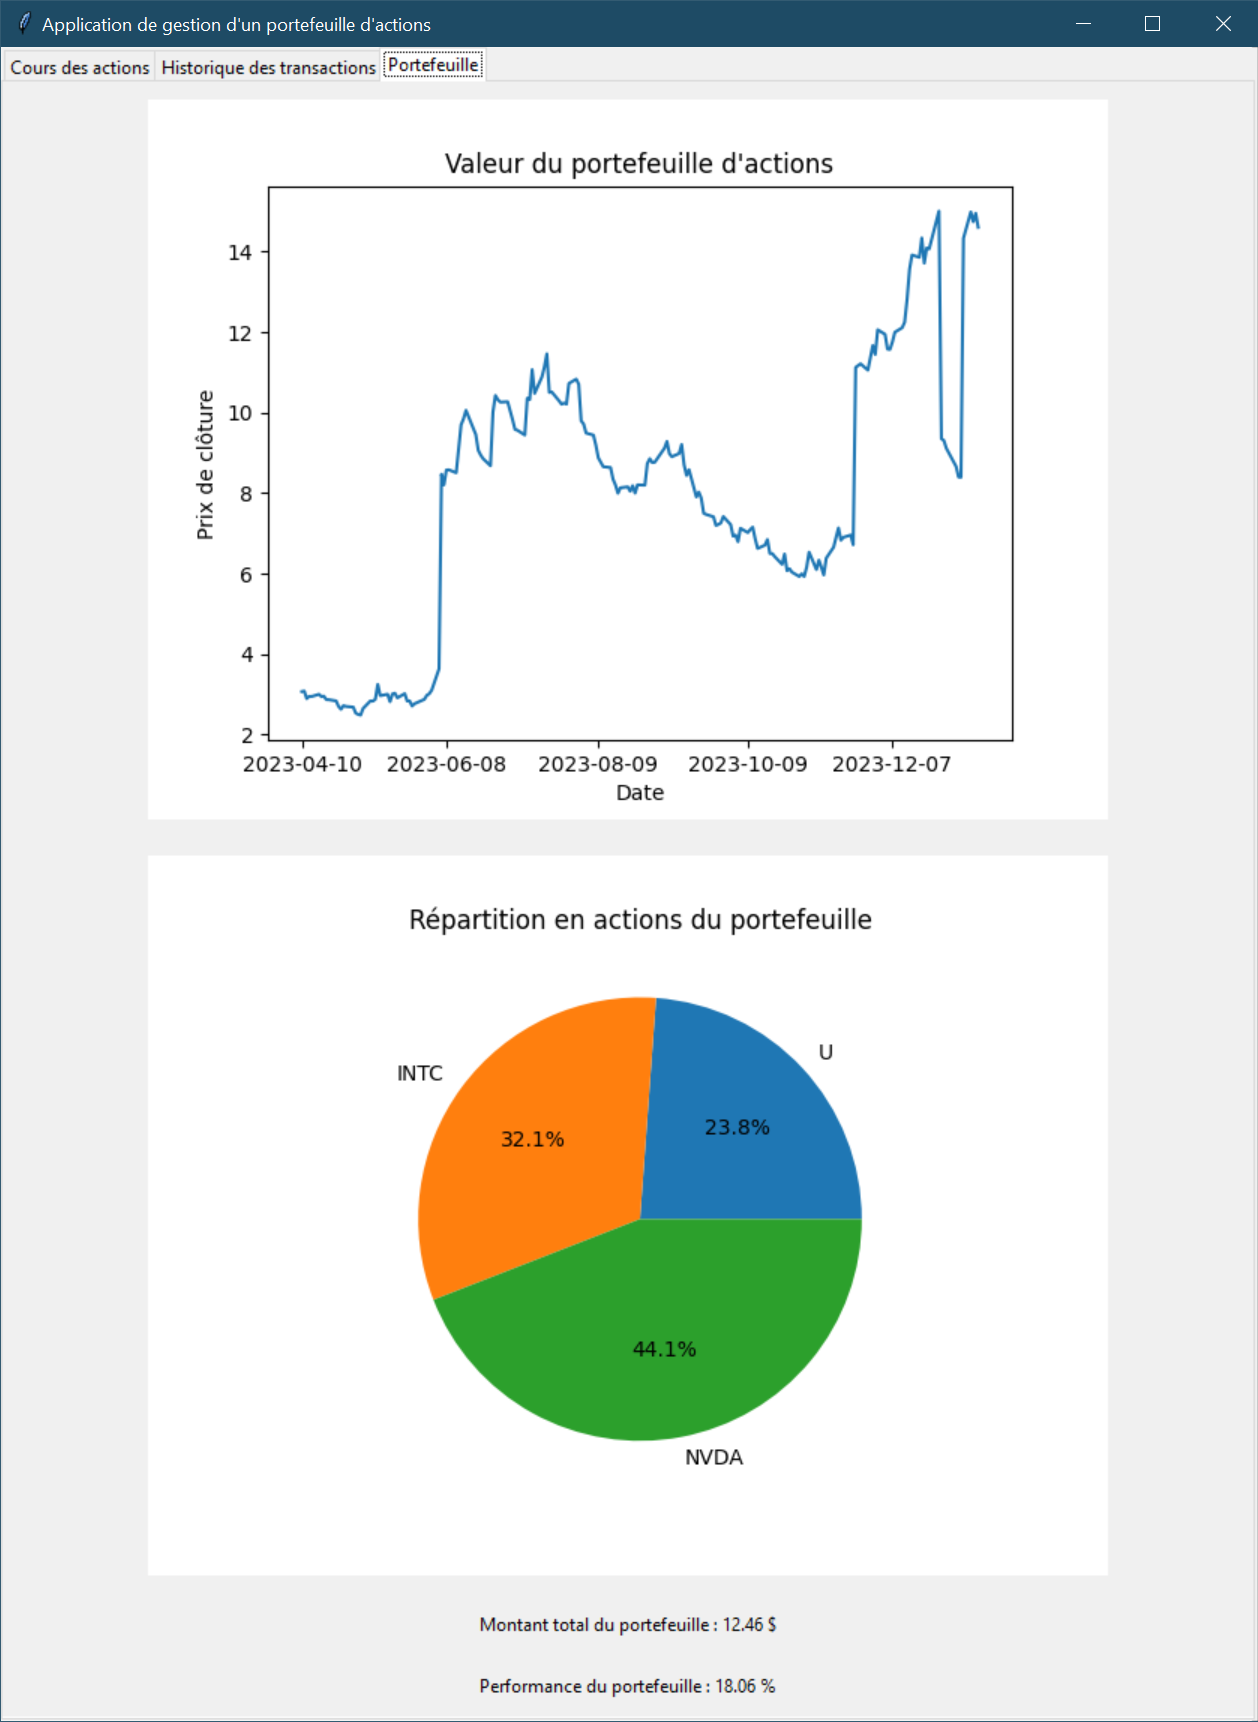 Application de gestion d'un portefeuille d'actions
Cours des actions Historique des transactions Portefeuille
Valeur du portefeuille d'actions
14
12
10
8
6
4
2
Prix de clôture
2023-04-10 2023-06-08 2023-08-09 2023-10-09 2023-12-07
Date
Répartition en actions du portefeuille
U
INTC
23.8%
32.1%
44.1%
NVDA
Montant total du portefeuille : 12.46 $
Performance du portefeuille : 18.06 %